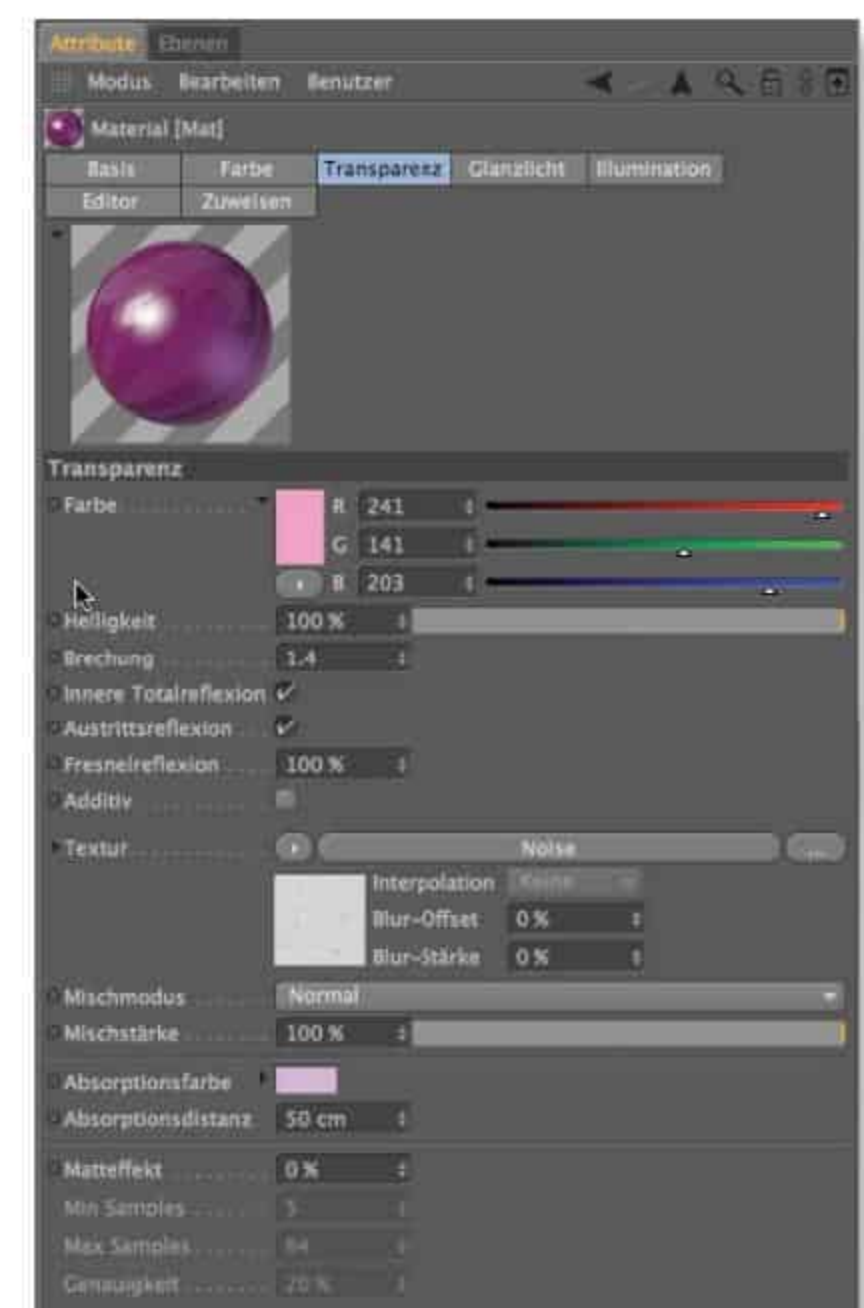 Attribute Ebenen
Modus Bearbeiten Benutzer
Material [Mat]
Basis Farbe Transparenz Glanzlicht Illumination
Editor Zuweisen
Transparenz
Farbe R 241
G 141
B 203
Helligkeit 100 %
Brechung 1.4
Innere Totalreflexion
Austrittsreflexion
Fresnelreflexion 100 %
Additiv
Textur Noise ...
Interpolation Keine
Blur-Offset 0 %
Blur-Stärke 0 %
Mischmodus Normal
Mischstärke 100 %
Absorptionsfarbe
Absorptionsdistanz 50 cm
Matteffekt 0 %
Min Samples 5
Max Samples 64
Genauigkeit 20 %